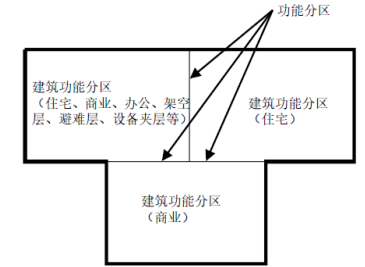 功能分区
建筑功能分区
（住宅、商业、办公、架空
层、避难层、设备夹层等）
建筑功能分区
（住宅）
建筑功能分区
（商业）